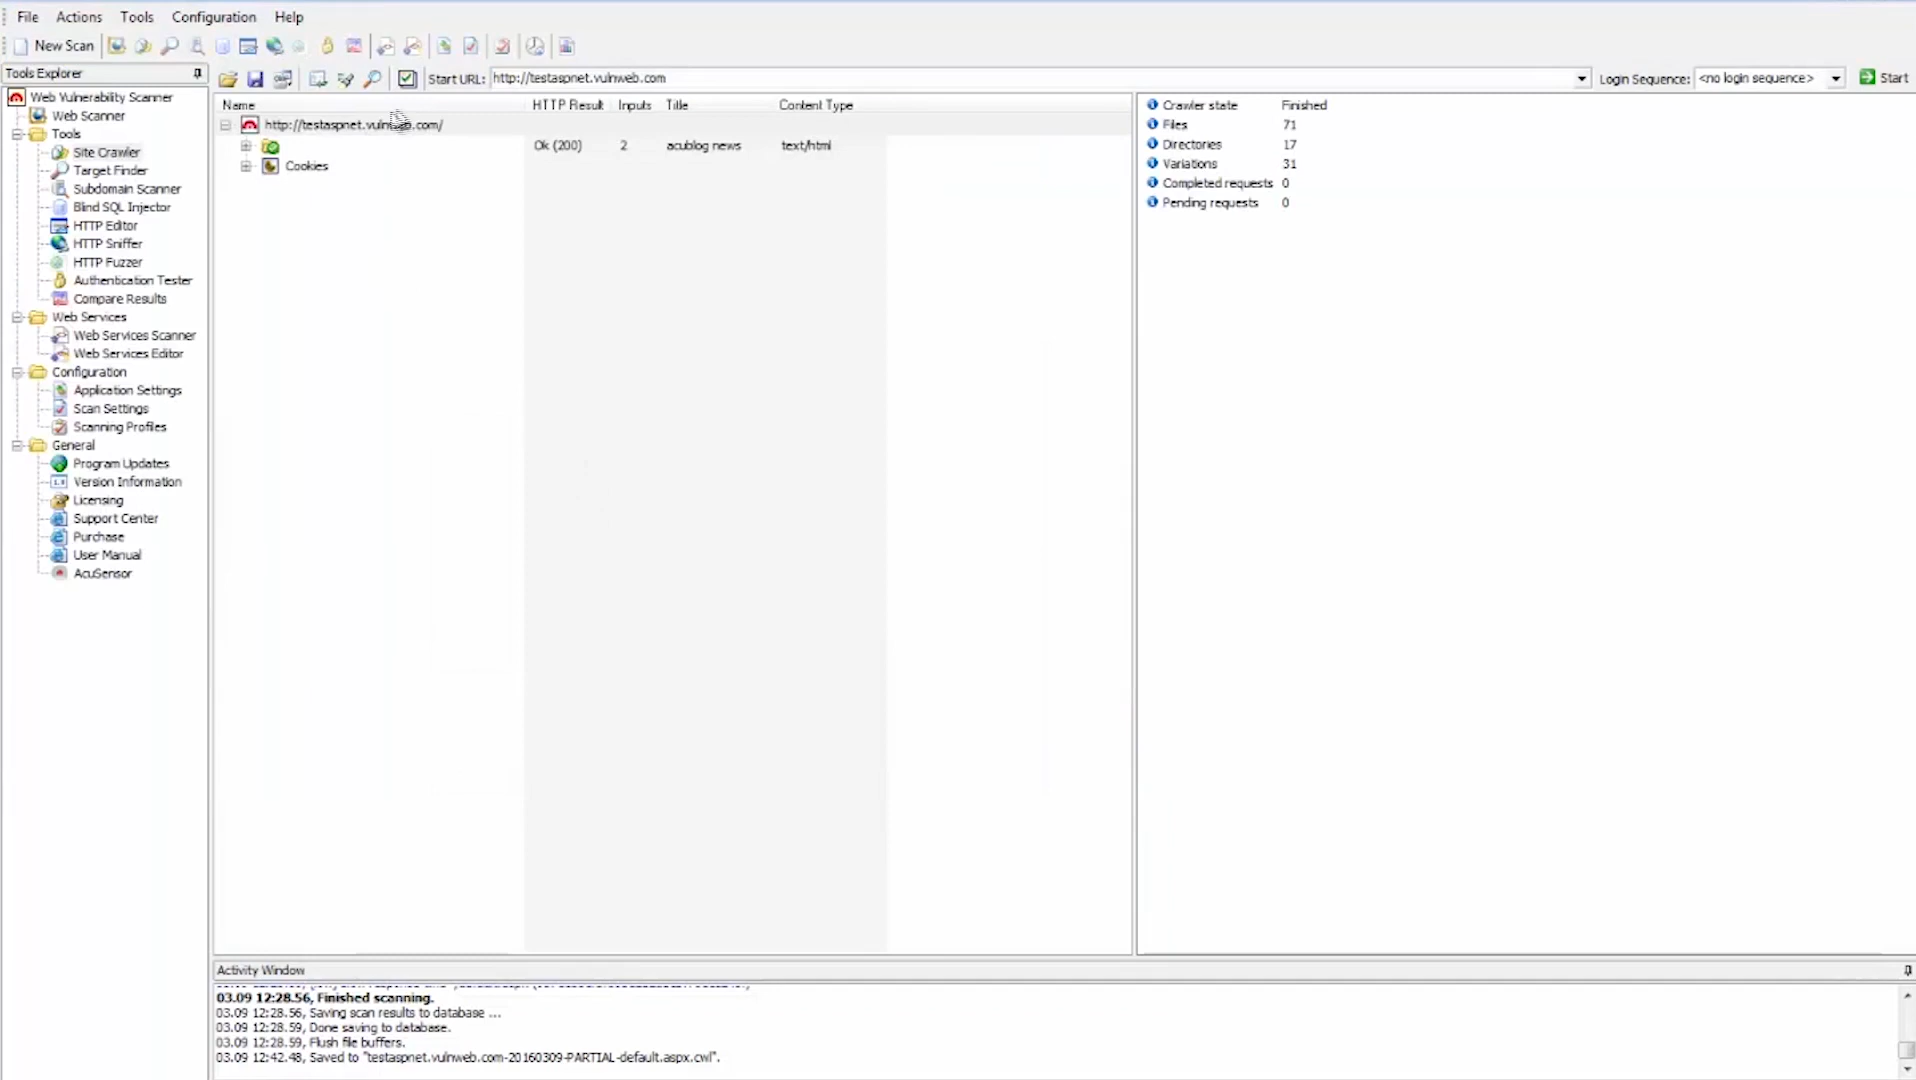 File Actions Tools Configuration Help
New Scan
Tools Explorer
Start URL: http://testaspnet.vulnweb.com Login Sequence: <no login sequence> Start
Web Vulnerability Scanner
Web Scanner
Tools
Site Crawler
Target Finder
Subdomain Scanner
Blind SQL Injector
HTTP Editor
HTTP Sniffer
HTTP Fuzzer
Authentication Tester
Compare Results
Web Services
Web Services Scanner
Web Services Editor
Configuration
Application Settings
Scan Settings
Scanning Profiles
General
Program Updates
Version Information
Licensing
Support Center
Purchase
User Manual
AcuSensor
Name HTTP Result Inputs Title Content Type
http://testaspnet.vulnweb.com/
Ok (200) 2 acublog news text/html
Cookies
Crawler state Finished
Files 71
Directories 17
Variations 31
Completed requests 0
Pending requests 0
Activity Window
03.09 12:28.56, Finished scanning.
03.09 12:28.56, Saving scan results to database ...
03.09 12:28.59, Done saving to database.
03.09 12:28.59, Flush file buffers.
03.09 12:42.48, Saved to "testaspnet.vulnweb.com-20160309-PARTIAL-default.aspx.cwl".